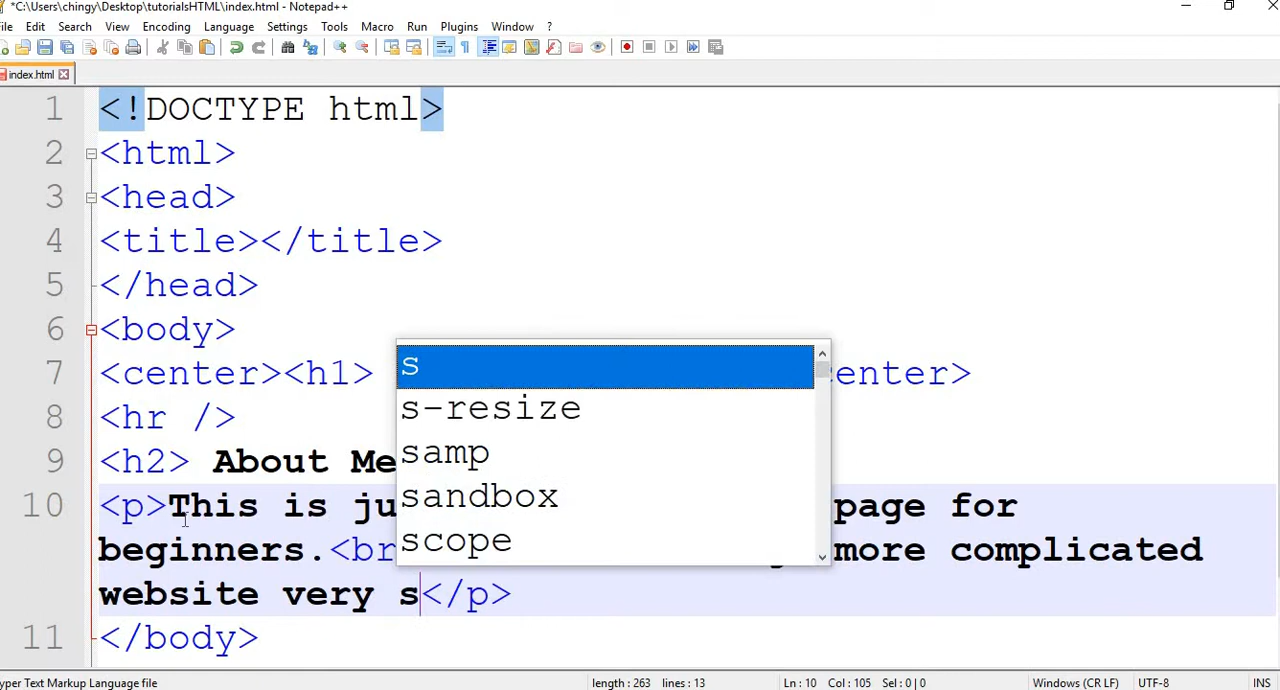 *C:\Users\chingy\Desktop\tutorialsHTML\index.html - Notepad++
File Edit Search View Encoding Language Settings Tools Macro Run Plugins Window ?
index.html
1 <!DOCTYPE html>
2 <html>
3 <head>
4 <title></title>
5 </head>
6 <body>
s
7 <center><h1> enter>
s-resize
8 <hr />
samp
9 <h2> About Me
sandbox
10 <p>This is ju page for
scope
beginners.<br more complicated
website very s</p>
11 </body>
yper Text Markup Language file length : 263 lines : 13 Ln : 10 Col : 105 Sel : 0 | 0 Windows (CR LF) UTF-8 INS